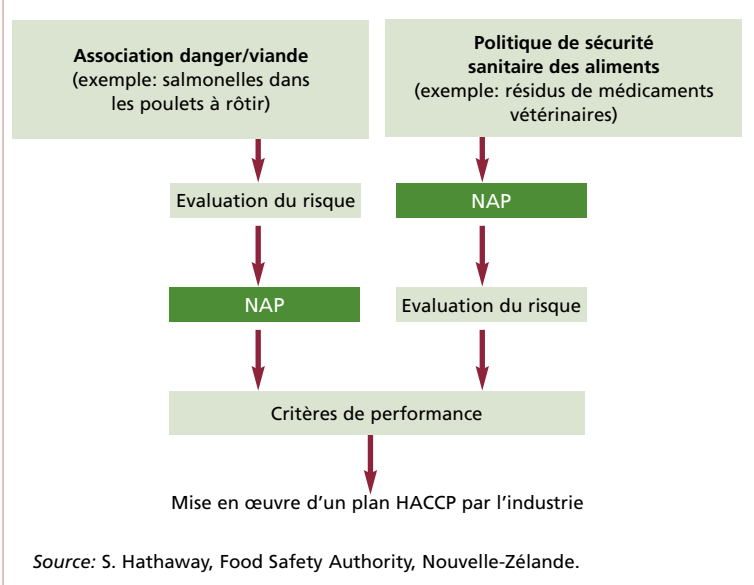 Association danger/viande
(exemple: salmonelles dans
les poulets à rôtir)
Politique de sécurité
sanitaire des aliments
(exemple: résidus de médicaments
vétérinaires)
Evaluation du risque
NAP
NAP
Evaluation du risque
Critères de performance
Mise en œuvre d’un plan HACCP par l’industrie
Source: S. Hathaway, Food Safety Authority, Nouvelle-Zélande.